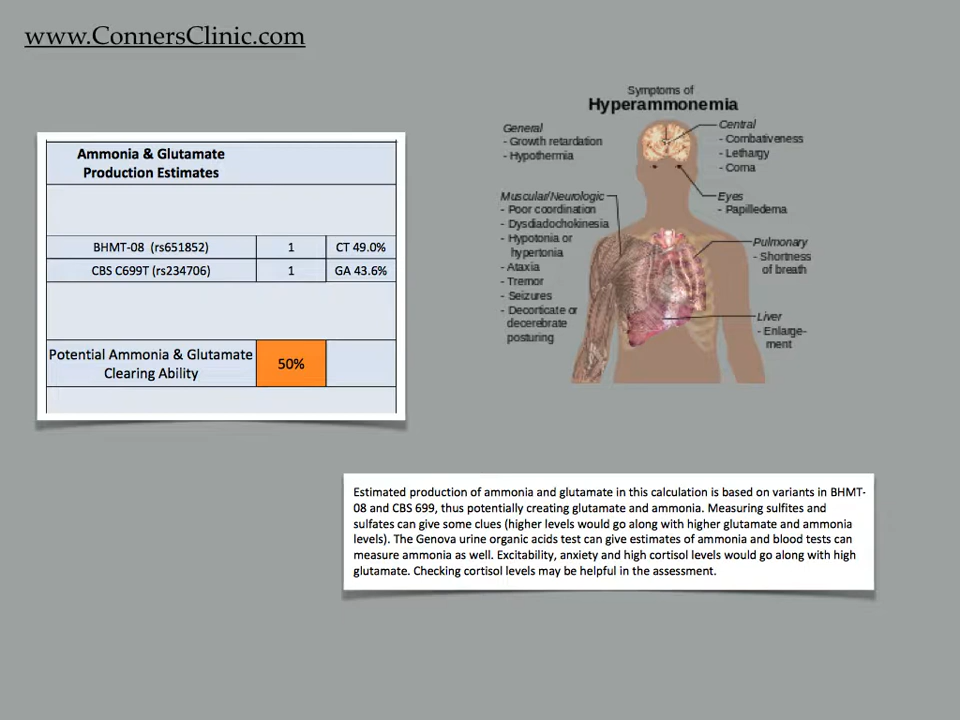 www.ConnersClinic.com
Ammonia & Glutamate
Production Estimates
BHMT-08 (rs651852) 1 CT 49.0%
CBS C699T (rs234706) 1 GA 43.6%
Potential Ammonia & Glutamate
Clearing Ability
50%
Symptoms of
Hyperammonemia
General
- Growth retardation
- Hypothermia
Muscular/Neurologic
- Poor coordination
- Dysdiadochokinesia
- Hypotonia or
hypertonia
- Ataxia
- Tremor
- Seizures
- Decorticate or
decerebrate
posturing
Central
- Combativeness
- Lethargy
- Coma
Eyes
- Papilledema
Pulmonary
- Shortness
of breath
Liver
- Enlarge-
ment
Estimated production of ammonia and glutamate in this calculation is based on variants in BHMT-
08 and CBS 699, thus potentially creating glutamate and ammonia. Measuring sulfites and
sulfates can give some clues (higher levels would go along with higher glutamate and ammonia
levels). The Genova urine organic acids test can give estimates of ammonia and blood tests can
measure ammonia as well. Excitability, anxiety and high cortisol levels would go along with high
glutamate. Checking cortisol levels may be helpful in the assessment.